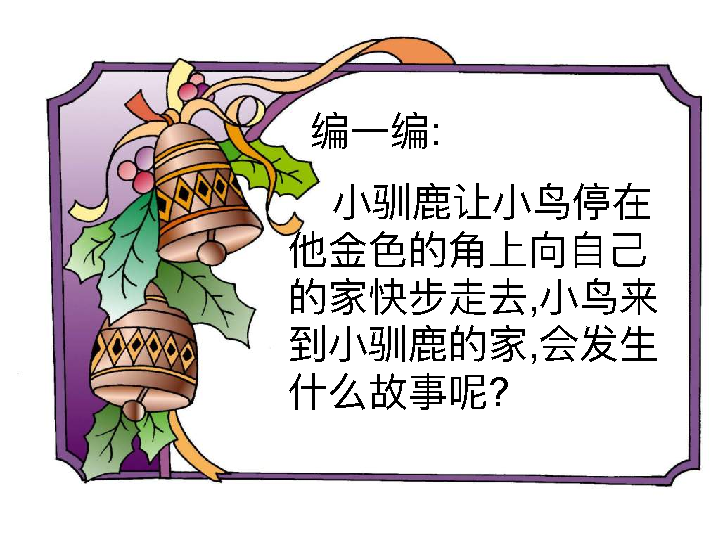 编一编:
小驯鹿让小鸟停在
他金色的角上向自己
的家快步走去,小鸟来
到小驯鹿的家,会发生
什么故事呢?